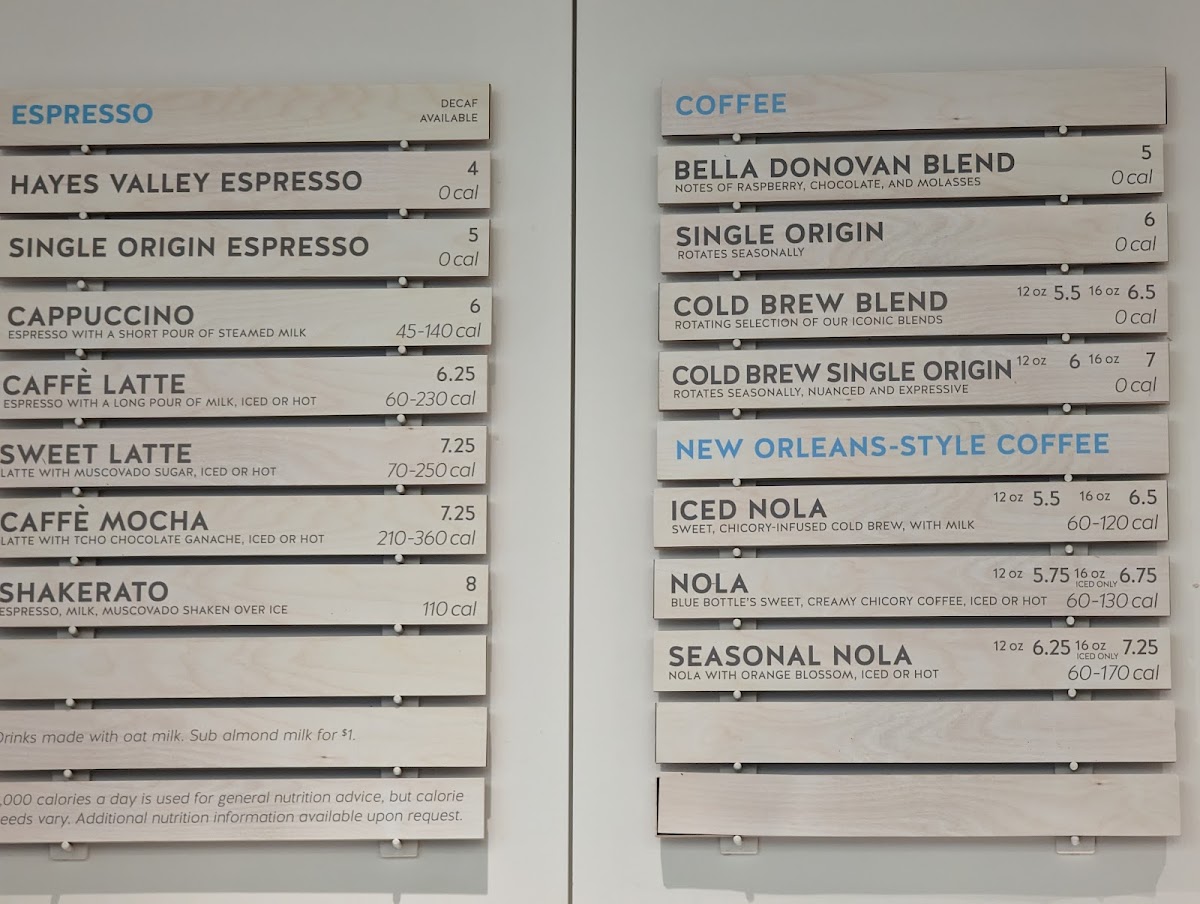 ESPRESSO DECAF AVAILABLE
HAYES VALLEY ESPRESSO 4
0 cal
SINGLE ORIGIN ESPRESSO 5
0 cal
CAPPUCCINO 6
ESPRESSO WITH A SHORT POUR OF STEAMED MILK 45-140 cal
CAFFÈ LATTE 6.25
ESPRESSO WITH A LONG POUR OF MILK, ICED OR HOT 60-230 cal
SWEET LATTE 7.25
LATTE WITH MUSCOVADO SUGAR, ICED OR HOT 70-250 cal
CAFFÈ MOCHA 7.25
LATTE WITH TCHO CHOCOLATE GANACHE, ICED OR HOT 210-360 cal
SHAKERATO 8
ESPRESSO, MILK, MUSCOVADO SHAKEN OVER ICE 110 cal
Drinks made with oat milk. Sub almond milk for $1.
,000 calories a day is used for general nutrition advice, but calorie
eeds vary. Additional nutrition information available upon request.
COFFEE
BELLA DONOVAN BLEND 5
NOTES OF RASPBERRY, CHOCOLATE, AND MOLASSES 0 cal
SINGLE ORIGIN 6
ROTATES SEASONALLY 0 cal
COLD BREW BLEND 12 oz 5.5 16 oz 6.5
ROTATING SELECTION OF OUR ICONIC BLENDS 0 cal
COLD BREW SINGLE ORIGIN 12 oz 6 16 oz 7
ROTATES SEASONALLY, NUANCED AND EXPRESSIVE 0 cal
NEW ORLEANS-STYLE COFFEE
ICED NOLA 12 oz 5.5 16 oz 6.5
SWEET, CHICORY-INFUSED COLD BREW, WITH MILK 60-120 cal
NOLA 12 oz 5.75 16 oz ICED ONLY 6.75
BLUE BOTTLE'S SWEET, CREAMY CHICORY COFFEE, ICED OR HOT 60-130 cal
SEASONAL NOLA 12 oz 6.25 16 oz ICED ONLY 7.25
NOLA WITH ORANGE BLOSSOM, ICED OR HOT 60-170 cal